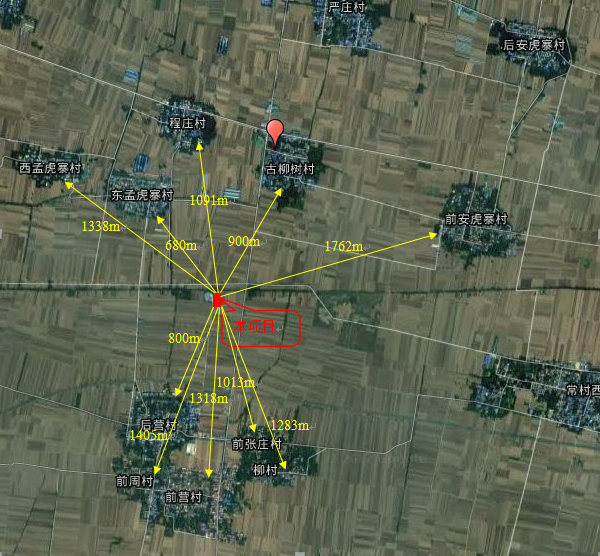 严庄村
后安虎寨村
程庄村
古柳树村
西孟虎寨村
东孟虎寨村
1091m
前安虎寨村
1338m
680m
900m
1762m
本项目
800m
1013m
1318m
常村西
后营村
1405m
1283m
前张庄村
柳村
前周村
前营村